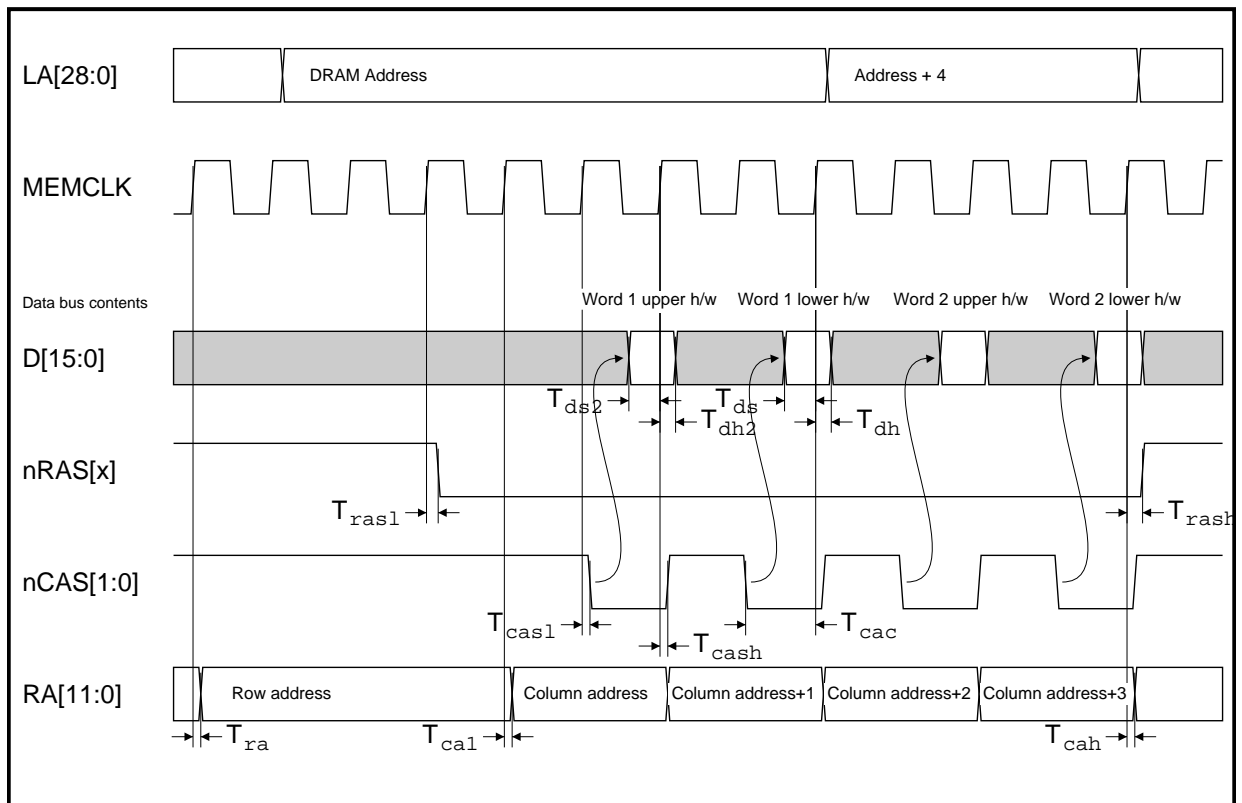 LA[28:0]
DRAM Address
Address + 4
MEMCLK
Data bus contents
Word 1 upper h/w
Word 1 lower h/w
Word 2 upper h/w
Word 2 lower h/w
D[15:0]
Tds2
Tdh2
Tds
Tdh
nRAS[x]
Trasl
Trash
nCAS[1:0]
Tcasl
Tcash
Tcac
RA[11:0]
Row address
Column address
Column address+1
Column address+2
Column address+3
Tra
Tcal
Tcah